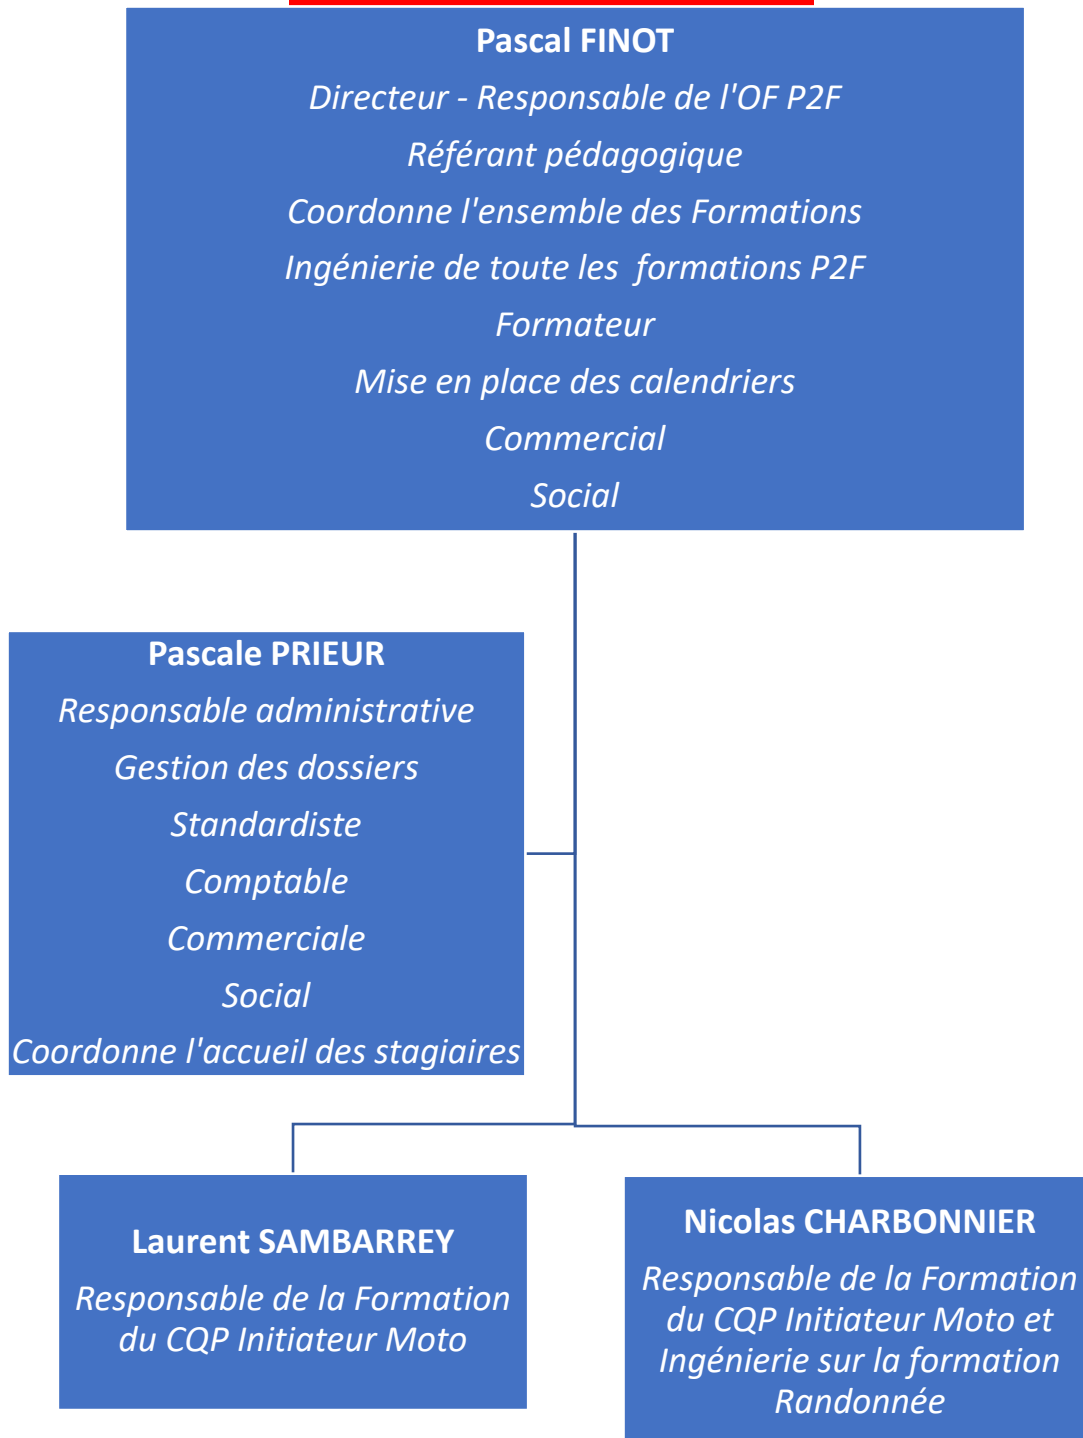 Pascal FINOT
Directeur - Responsable de l'OF P2F
Référant pédagogique
Coordonne l'ensemble des Formations
Ingénierie de toute les  formations P2F
Formateur
Mise en place des calendriers
Commercial
Social
Pascale PRIEUR
Responsable administrative
Gestion des dossiers
Standardiste
Comptable
Commerciale
Social
Coordonne l'accueil des stagiaires
Laurent SAMBARREY
Responsable de la Formation
du CQP Initiateur Moto
Nicolas CHARBONNIER
Responsable de la Formation
du CQP Initiateur Moto et
Ingénierie sur la formation
Randonnée